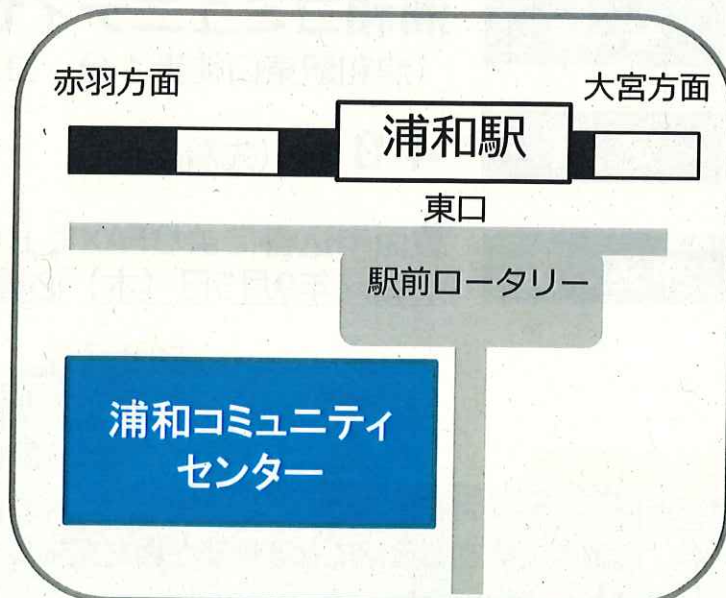 赤羽方面
大宮方面
浦和駅
東口
駅前ロータリー
浦和コミュニティ
センター